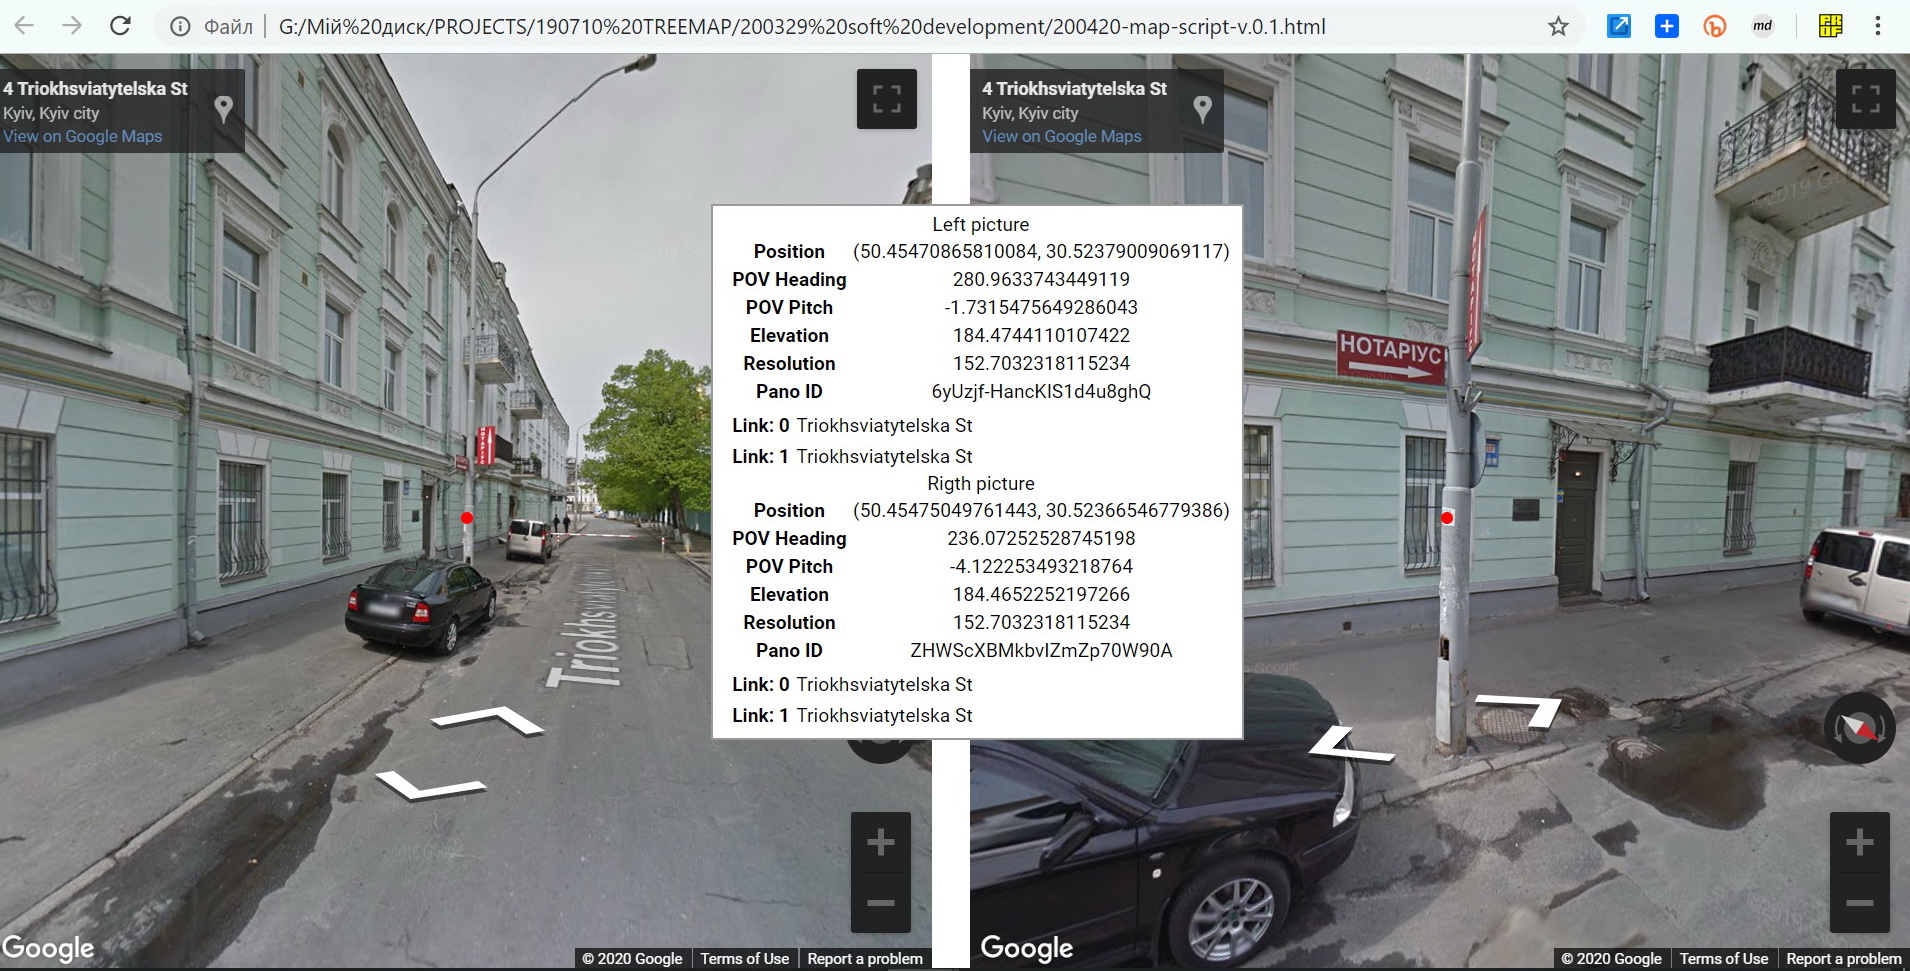 Файл
G:/Мій%20диск/PROJECTS/190710%20TREEMAP/200329%20soft%20development/200420-map-script-v.0.1.html
md
4 Triokhsviatytelska St
Kyiv, Kyiv city
View on Google Maps
4 Triokhsviatytelska St
Kyiv, Kyiv city
View on Google Maps
Left picture
Position (50.45470865810084, 30.52379009069117)
POV Heading 280.9633743449119
POV Pitch -1.7315475649286043
Elevation 184.4744110107422
Resolution 152.7032318115234
Pano ID 6yUzjf-HancKIS1d4u8ghQ
Link: 0 Triokhsviatytelska St
Link: 1 Triokhsviatytelska St
Rigth picture
Position (50.45475049761443, 30.52366546779386)
POV Heading 236.07252528745198
POV Pitch -4.122253493218764
Elevation 184.4652252197266
Resolution 152.7032318115234
Pano ID ZHWScXBMkbvIZmZp70W90A
Link: 0 Triokhsviatytelska St
Link: 1 Triokhsviatytelska St
НОТАРІУС
НОТАРІУС
Triokhsviaty
Google
© 2020 Google
Terms of Use
Report a problem
Google
© 2020 Google
Terms of Use
Report a problem